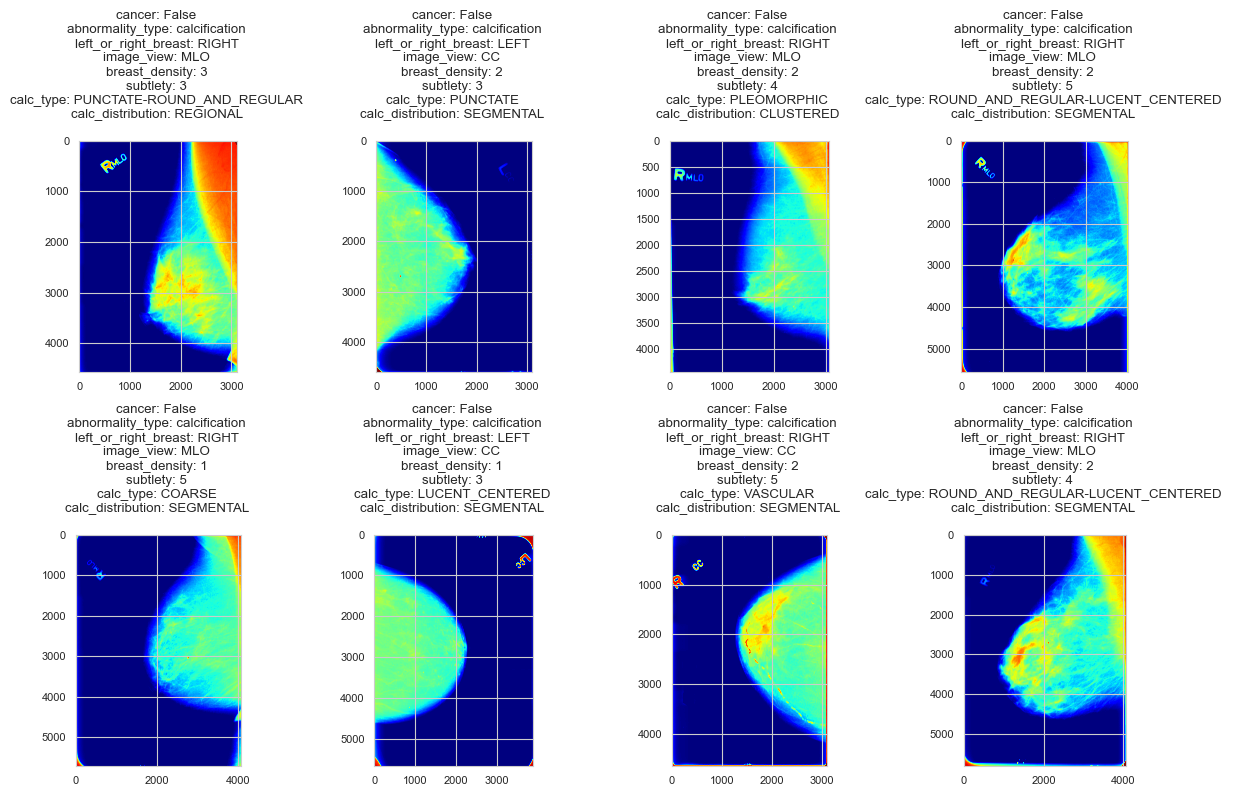 cancer: False
abnormality_type: calcification
left_or_right_breast: RIGHT
image_view: MLO
breast_density: 3
subtlety: 3
calc_type: PUNCTATE-ROUND_AND_REGULAR
calc_distribution: REGIONAL
0
1000
2000
3000
4000
R MLO
0 1000 2000 3000
cancer: False
abnormality_type: calcification
left_or_right_breast: LEFT
image_view: CC
breast_density: 2
subtlety: 3
calc_type: PUNCTATE
calc_distribution: SEGMENTAL
0
1000
2000
3000
4000
0 1000 2000 3000
cancer: False
abnormality_type: calcification
left_or_right_breast: RIGHT
image_view: MLO
breast_density: 2
subtlety: 4
calc_type: PLEOMORPHIC
calc_distribution: CLUSTERED
0
500
1000
1500
2000
2500
3000
3500
4000
R MLO
0 1000 2000 3000
cancer: False
abnormality_type: calcification
left_or_right_breast: RIGHT
image_view: MLO
breast_density: 2
subtlety: 5
calc_type: ROUND_AND_REGULAR-LUCENT_CENTERED
calc_distribution: SEGMENTAL
0
1000
2000
3000
4000
5000
R MLO
0 1000 2000 3000 4000
cancer: False
abnormality_type: calcification
left_or_right_breast: RIGHT
image_view: MLO
breast_density: 1
subtlety: 5
calc_type: COARSE
calc_distribution: SEGMENTAL
0
1000
2000
3000
4000
5000
0 2000 4000
cancer: False
abnormality_type: calcification
left_or_right_breast: LEFT
image_view: CC
breast_density: 1
subtlety: 3
calc_type: LUCENT_CENTERED
calc_distribution: SEGMENTAL
0
1000
2000
3000
4000
5000
L CC
0 1000 2000 3000
cancer: False
abnormality_type: calcification
left_or_right_breast: RIGHT
image_view: CC
breast_density: 2
subtlety: 5
calc_type: VASCULAR
calc_distribution: SEGMENTAL
0
1000
2000
3000
4000
R CC
0 1000 2000 3000
cancer: False
abnormality_type: calcification
left_or_right_breast: RIGHT
image_view: MLO
breast_density: 2
subtlety: 4
calc_type: ROUND_AND_REGULAR-LUCENT_CENTERED
calc_distribution: SEGMENTAL
0
1000
2000
3000
4000
5000
0 2000 4000